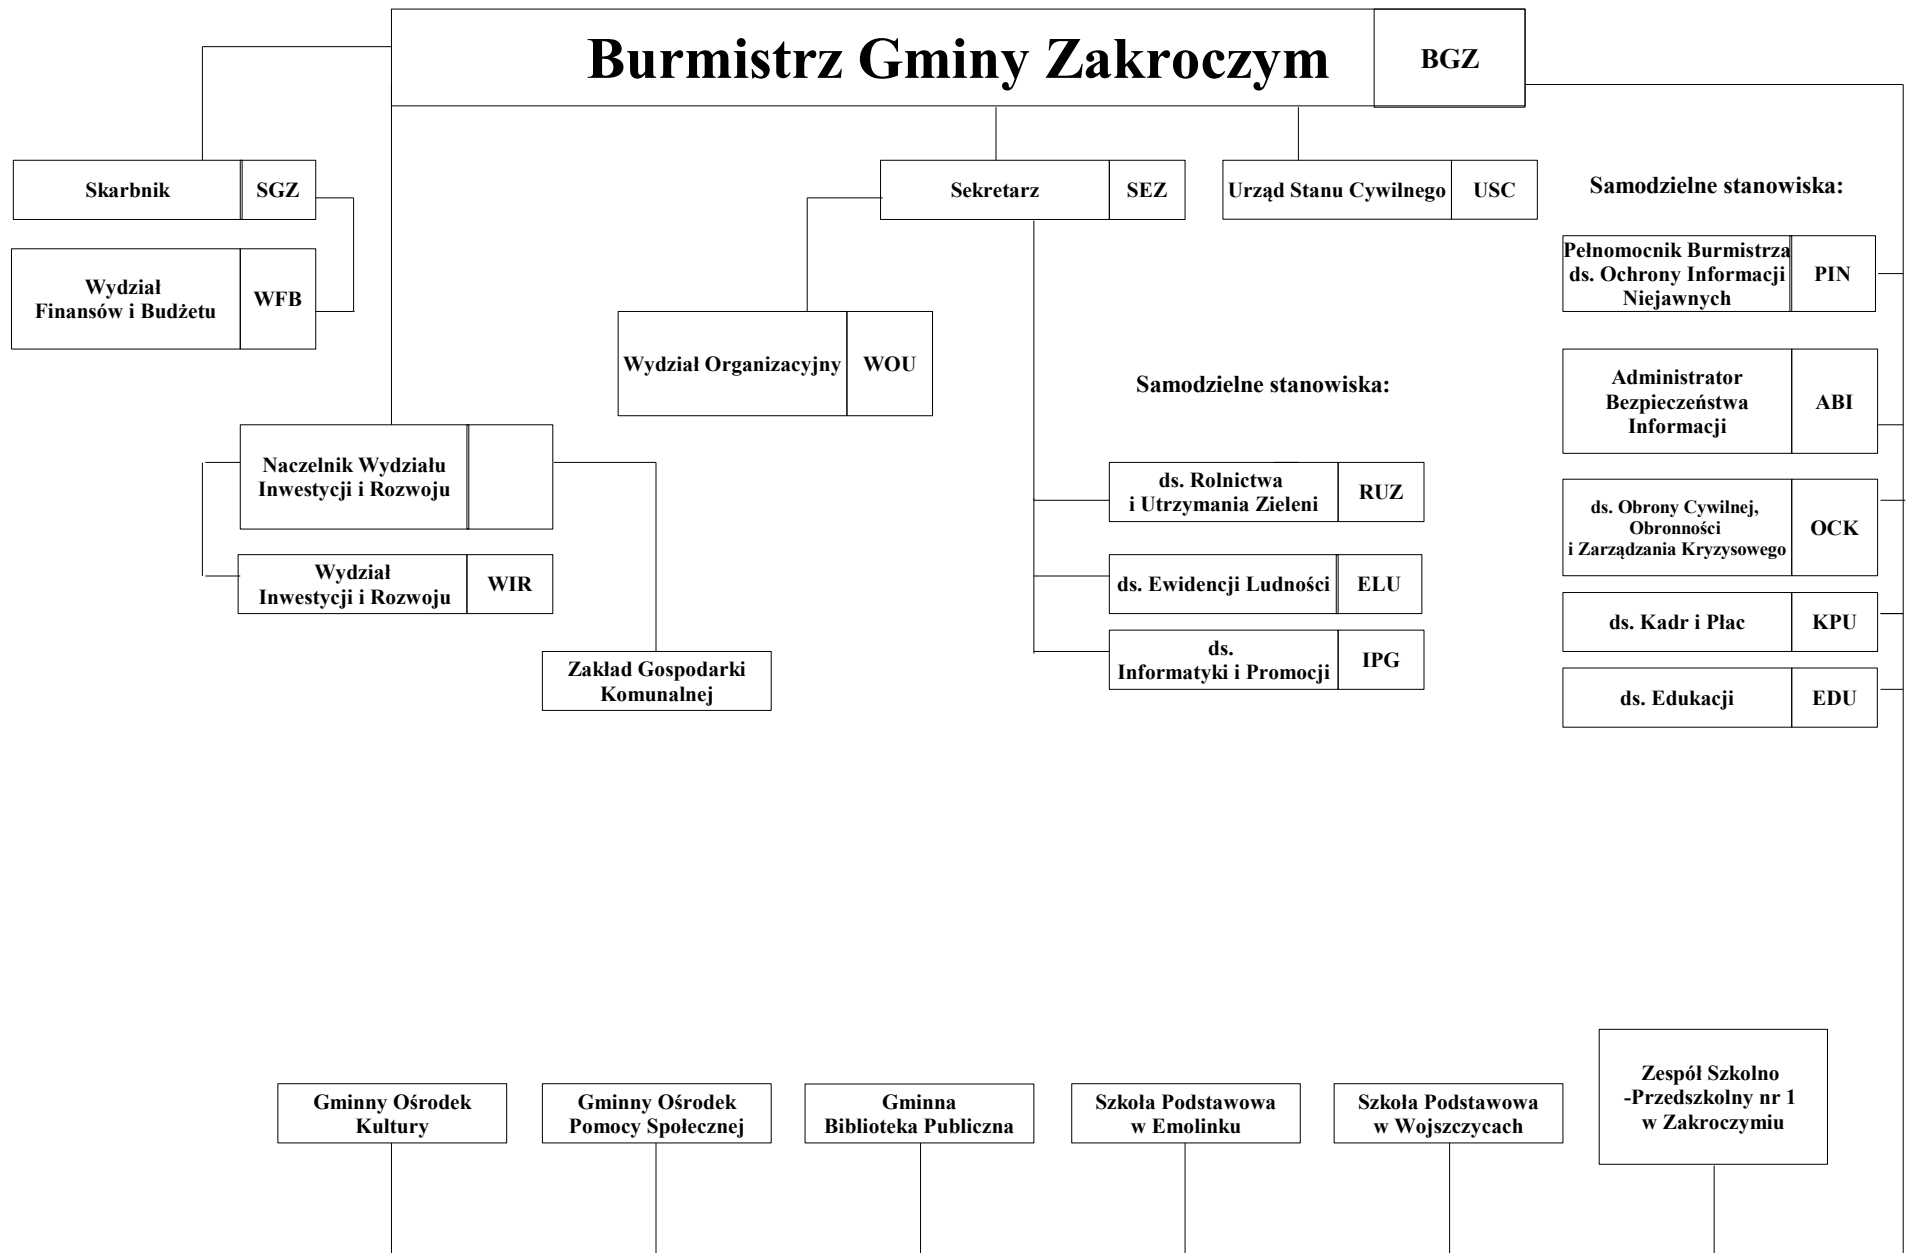 Burmistrz Gminy Zakroczym
BGZ
Skarbnik
SGZ
Sekretarz
SEZ
Urząd Stanu Cywilnego
USC
Samodzielne stanowiska:
Wydział
Finansów i Budżetu
WFB
Pełnomocnik Burmistrza
ds. Ochrony Informacji
Niejawnych
PIN
Wydział Organizacyjny
WOU
Samodzielne stanowiska:
Administrator
Bezpieczeństwa
Informacji
ABI
Naczelnik Wydziału
Inwestycji i Rozwoju
ds. Rolnictwa
i Utrzymania Zieleni
RUZ
ds. Obrony Cywilnej,
Obronności
i Zarządzania Kryzysowego
OCK
Wydział
Inwestycji i Rozwoju
WIR
ds. Ewidencji Ludności
ELU
ds. Kadr i Płac
KPU
Zakład Gospodarki
Komunalnej
ds.
Informatyki i Promocji
IPG
ds. Edukacji
EDU
Gminny Ośrodek
Kultury
Gminny Ośrodek
Pomocy Społecznej
Gminna
Biblioteka Publiczna
Szkoła Podstawowa
w Emolinku
Szkoła Podstawowa
w Wojszczycach
Zespół Szkolno
-Przedszkolny nr 1
w Zakroczymiu